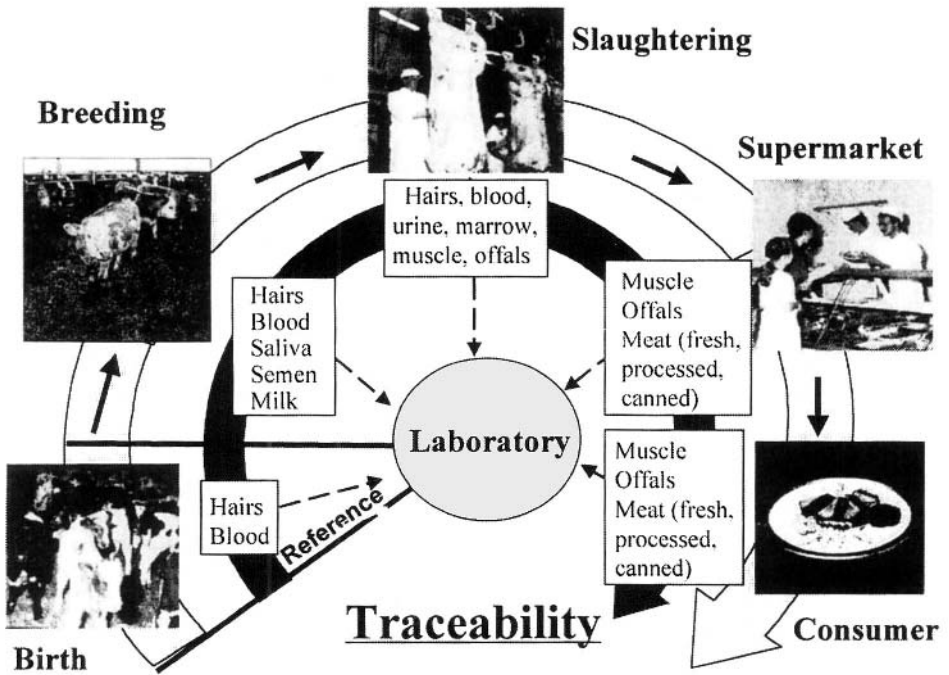 Slaughtering
Breeding
Supermarket
Hairs, blood,
urine, marrow,
muscle, offals
Hairs
Blood
Saliva
Semen
Milk
Muscle
Offals
Meat (fresh,
processed,
canned)
Laboratory
Muscle
Offals
Meat (fresh,
processed,
canned)
Hairs
Blood
Reference
Traceability
Consumer
Birth